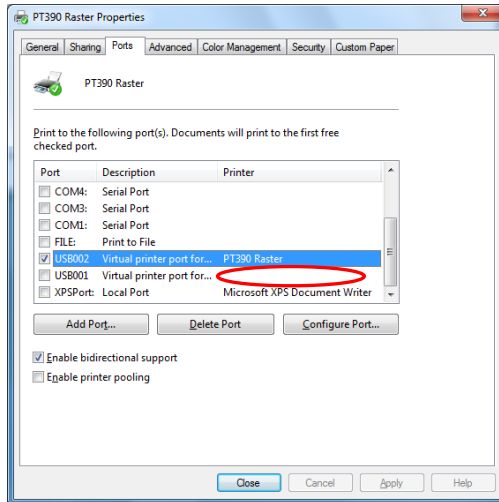 PT390 Raster Properties
General Sharing Ports Advanced Color Management Security Custom Paper
PT390 Raster
Print to the following port(s). Documents will print to the first free
checked port.
Port Description Printer
COM4: Serial Port
COM3: Serial Port
COM1: Serial Port
FILE: Print to File
USB002 Virtual printer port for... PT390 Raster
USB001 Virtual printer port for...
XPSPort: Local Port Microsoft XPS Document Writer
Add Port... Delete Port Configure Port...
Enable bidirectional support
Enable printer pooling
Close Cancel Apply Help